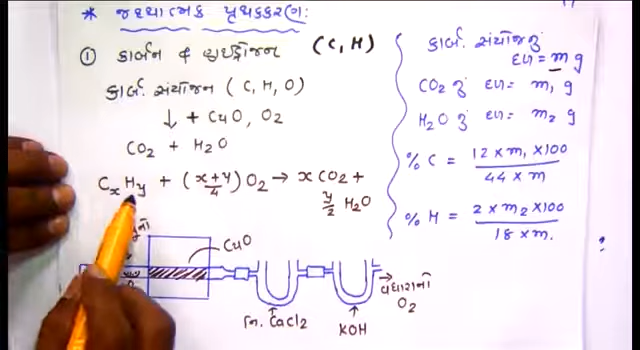 * જથ્થાત્મક પૃથક્કરણ:
① કાર્બન & હાઇડ્રોજન (C, H)
કાર્બ. સંયોજન (C, H, O)
↓ + CuO, O₂
CO₂ + H₂O
CₓHᵧ + (x+y/4) O₂ → x CO₂ + y/2 H₂O
CuO
નિ. CaCl₂
KOH
→ વધારાનો O₂
કાર્બ. સંયોજનનું દળ = m g
CO₂ નું દળ = m₁ g
H₂O નું દળ = m₂ g
% C = 12 × m₁ × 100 / 44 × m
% H = 2 × m₂ × 100 / 18 × m.
?